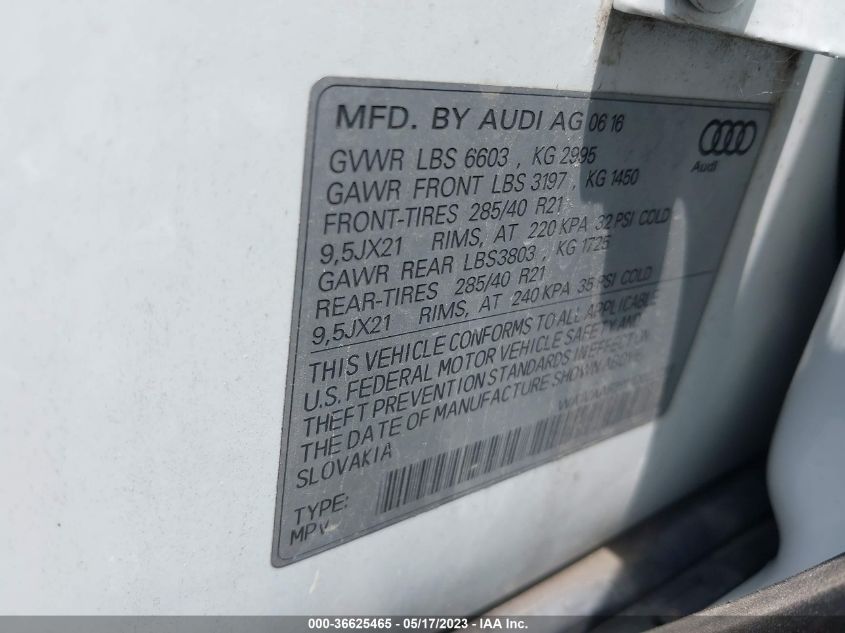 MFD. BY AUDI AG 06 16
Audi
GVWR LBS 6603 , KG 2995
GAWR FRONT LBS 3197 , KG 1450
FRONT-TIRES 285/40 R21
9,5JX21 RIMS, AT 220 KPA 32 PSI COLD
GAWR REAR LBS3803 , KG 1725
REAR-TIRES 285/40 R21
9,5JX21 RIMS, AT 240 KPA 35 PSI COLD
THIS VEHICLE CONFORMS TO ALL APPLICABLE
U.S. FEDERAL MOTOR VEHICLE SAFETY AND
THEFT PREVENTION STANDARDS IN EFFECT ON
THE DATE OF MANUFACTURE SHOWN ABOVE.
SLOVAKIA
TYPE:
MPV
000-36625465 - 05/17/2023 - IAA Inc.